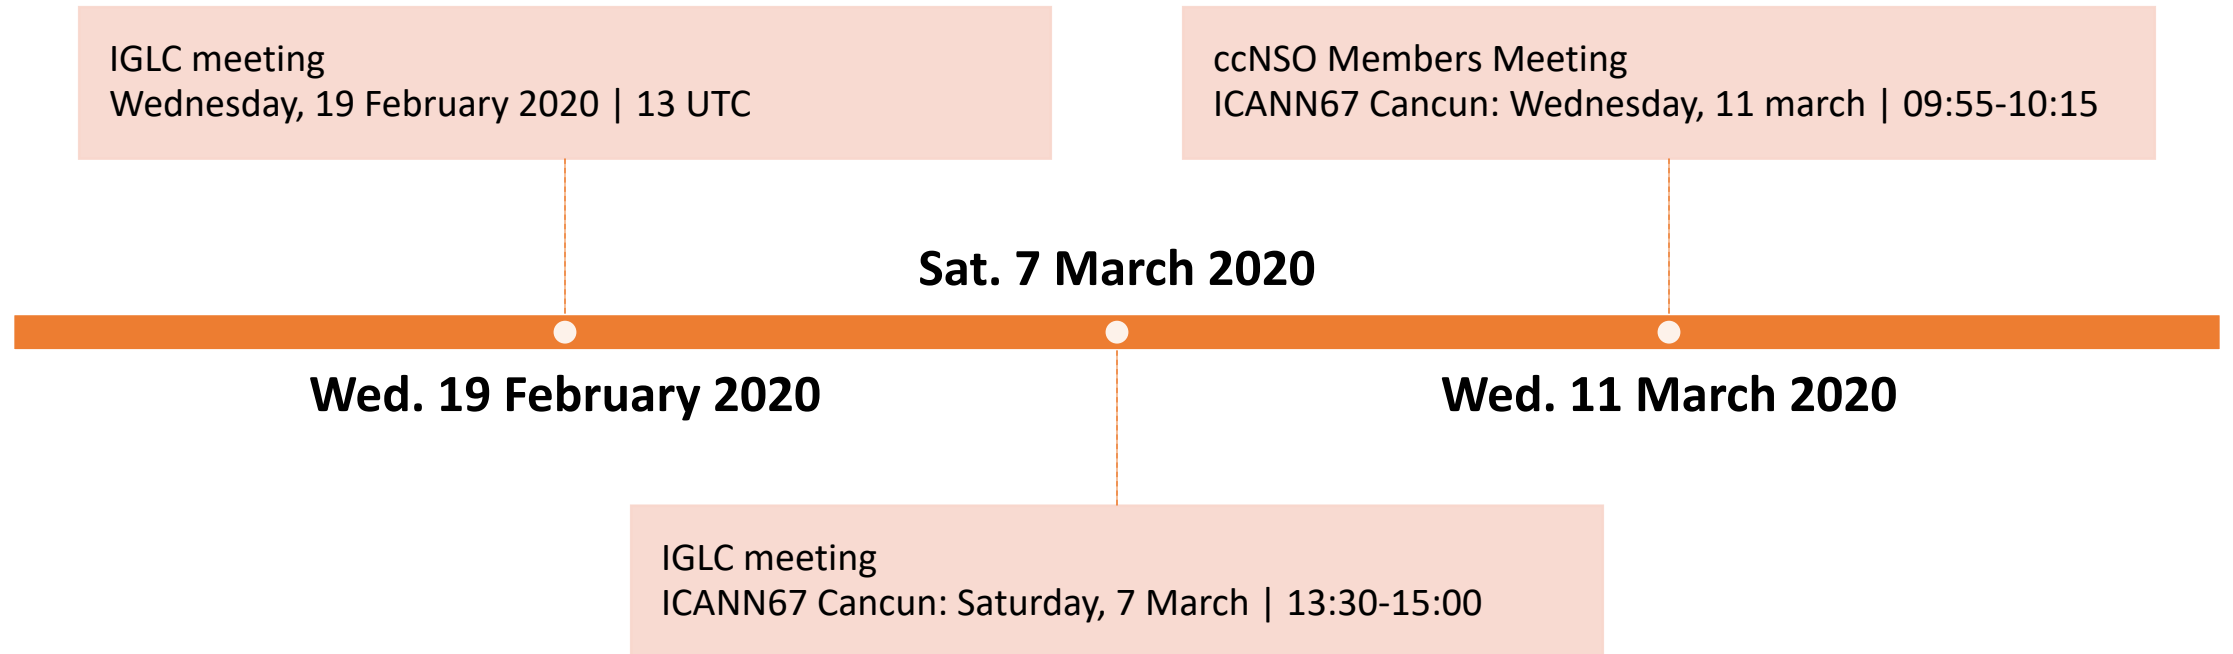 IGLC meeting
Wednesday, 19 February 2020 | 13 UTC
ccNSO Members Meeting
ICANN67 Cancun: Wednesday, 11 march | 09:55-10:15
Sat. 7 March 2020
Wed. 19 February 2020
Wed. 11 March 2020
IGLC meeting
ICANN67 Cancun: Saturday, 7 March | 13:30-15:00